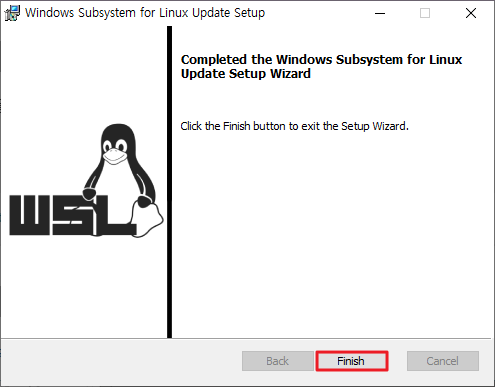 Windows Subsystem for Linux Update Setup
Completed the Windows Subsystem for Linux
Update Setup Wizard
Click the Finish button to exit the Setup Wizard.
WSL
Back
Finish
Cancel